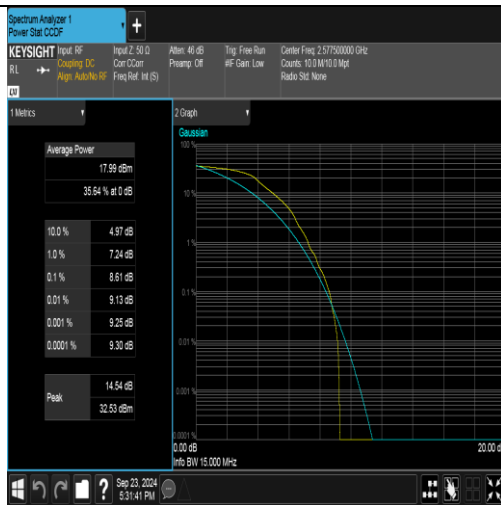 Spectrum Analyzer 1
Power Stat CCDF
KEYSIGHT
RL
Input: RF
Coupling: DC
Align: Auto/No RF
Input Z: 50 Ω
Corr CCorr
Freq Ref: Int (S)
Atten: 46 dB
Preamp: Off
Trig: Free Run
#IF Gain: Low
Center Freq: 2.577500000 GHz
Counts: 10.0 M/10.0 Mpt
Radio Std: None
1 Metrics
Average Power
17.99 dBm
35.64 % at 0 dB
10.0 % 4.97 dB
1.0 % 7.24 dB
0.1 % 8.61 dB
0.01 % 9.13 dB
0.001 % 9.25 dB
0.0001 % 9.30 dB
Peak
14.54 dB
32.53 dBm
2 Graph
Gaussian
100 %
10 %
1 %
0.1 %
0.01 %
0.001 %
0.0001 %
0.00 dB
20.00 d
Info BW 15.000 MHz
Sep 23, 2024
5:31:41 PM